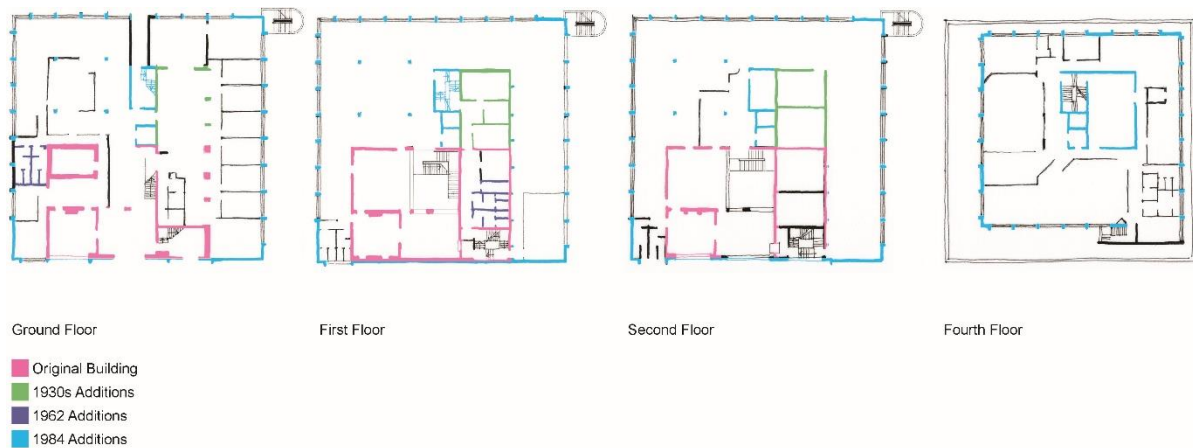 Ground Floor
First Floor
Second Floor
Fourth Floor
Original Building
1930s Additions
1962 Additions
1984 Additions